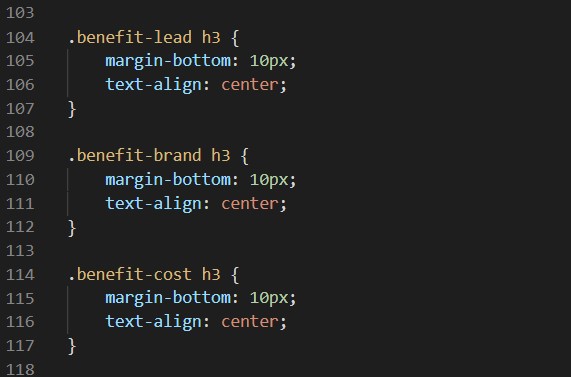 103
104 .benefit-lead h3 {
105     margin-bottom: 10px;
106     text-align: center;
107 }
108
109 .benefit-brand h3 {
110     margin-bottom: 10px;
111     text-align: center;
112 }
113
114 .benefit-cost h3 {
115     margin-bottom: 10px;
116     text-align: center;
117 }
118